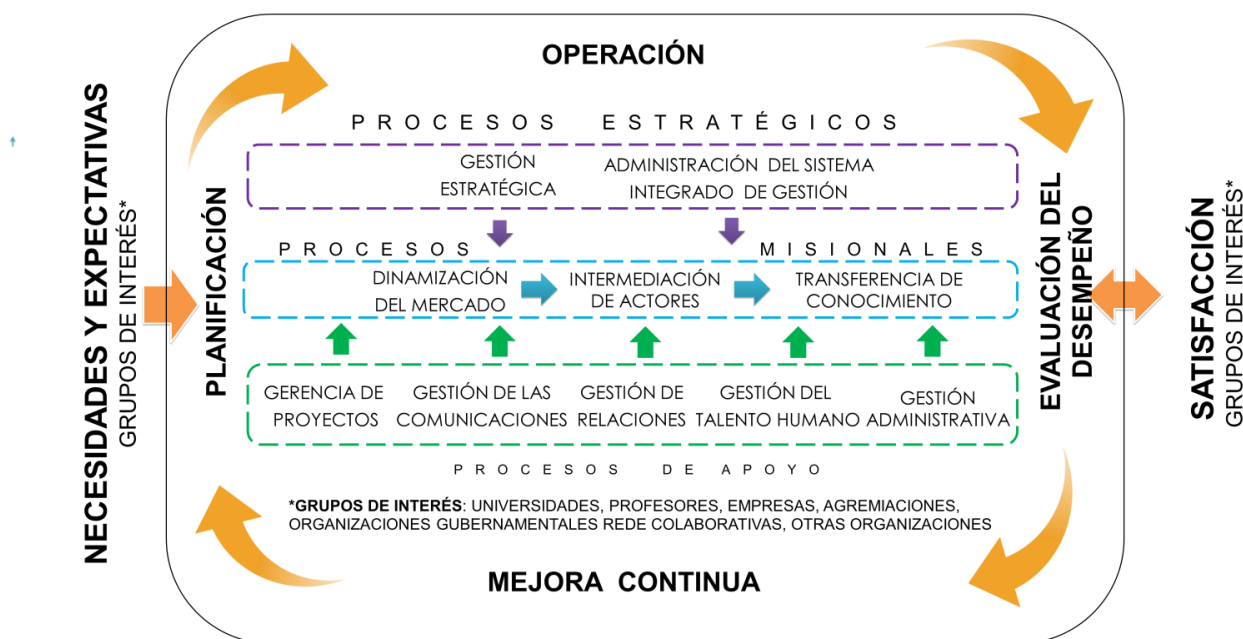 NECESIDADES Y EXPECTATIVAS
GRUPOS DE INTERÉS*
PLANIFICACIÓN
OPERACIÓN
PROCESOS ESTRATÉGICOS
GESTIÓN
ESTRATÉGICA
ADMINISTRACIÓN DEL SISTEMA
INTEGRADO DE GESTIÓN
PROCESOS MISIONALES
DINAMIZACIÓN
DEL MERCADO
INTERMEDIACIÓN
DE ACTORES
TRANSFERENCIA DE
CONOCIMIENTO
GERENCIA DE
PROYECTOS
GESTIÓN DE LAS
COMUNICACIONES
GESTIÓN DE
RELACIONES
GESTIÓN DEL
TALENTO HUMANO
GESTIÓN
ADMINISTRATIVA
PROCESOS DE APOYO
*GRUPOS DE INTERÉS: UNIVERSIDADES, PROFESORES, EMPRESAS, AGREMIACIONES,
ORGANIZACIONES GUBERNAMENTALES REDE COLABORATIVAS, OTRAS ORGANIZACIONES
MEJORA CONTINUA
EVALUACIÓN DEL
DESEMPEÑO
SATISFACCIÓN
GRUPOS DE INTERÉS*